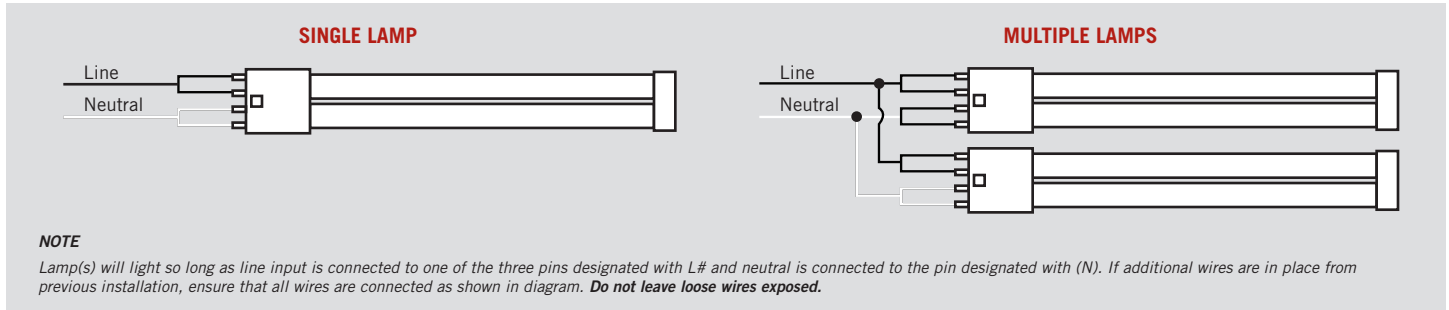 SINGLE LAMP
Line
Neutral
MULTIPLE LAMPS
Line
Neutral
NOTE
Lamp(s) will light so long as line input is connected to one of the three pins designated with L# and neutral is connected to the pin designated with (N). If additional wires are in place from
previous installation, ensure that all wires are connected as shown in diagram. Do not leave loose wires exposed.